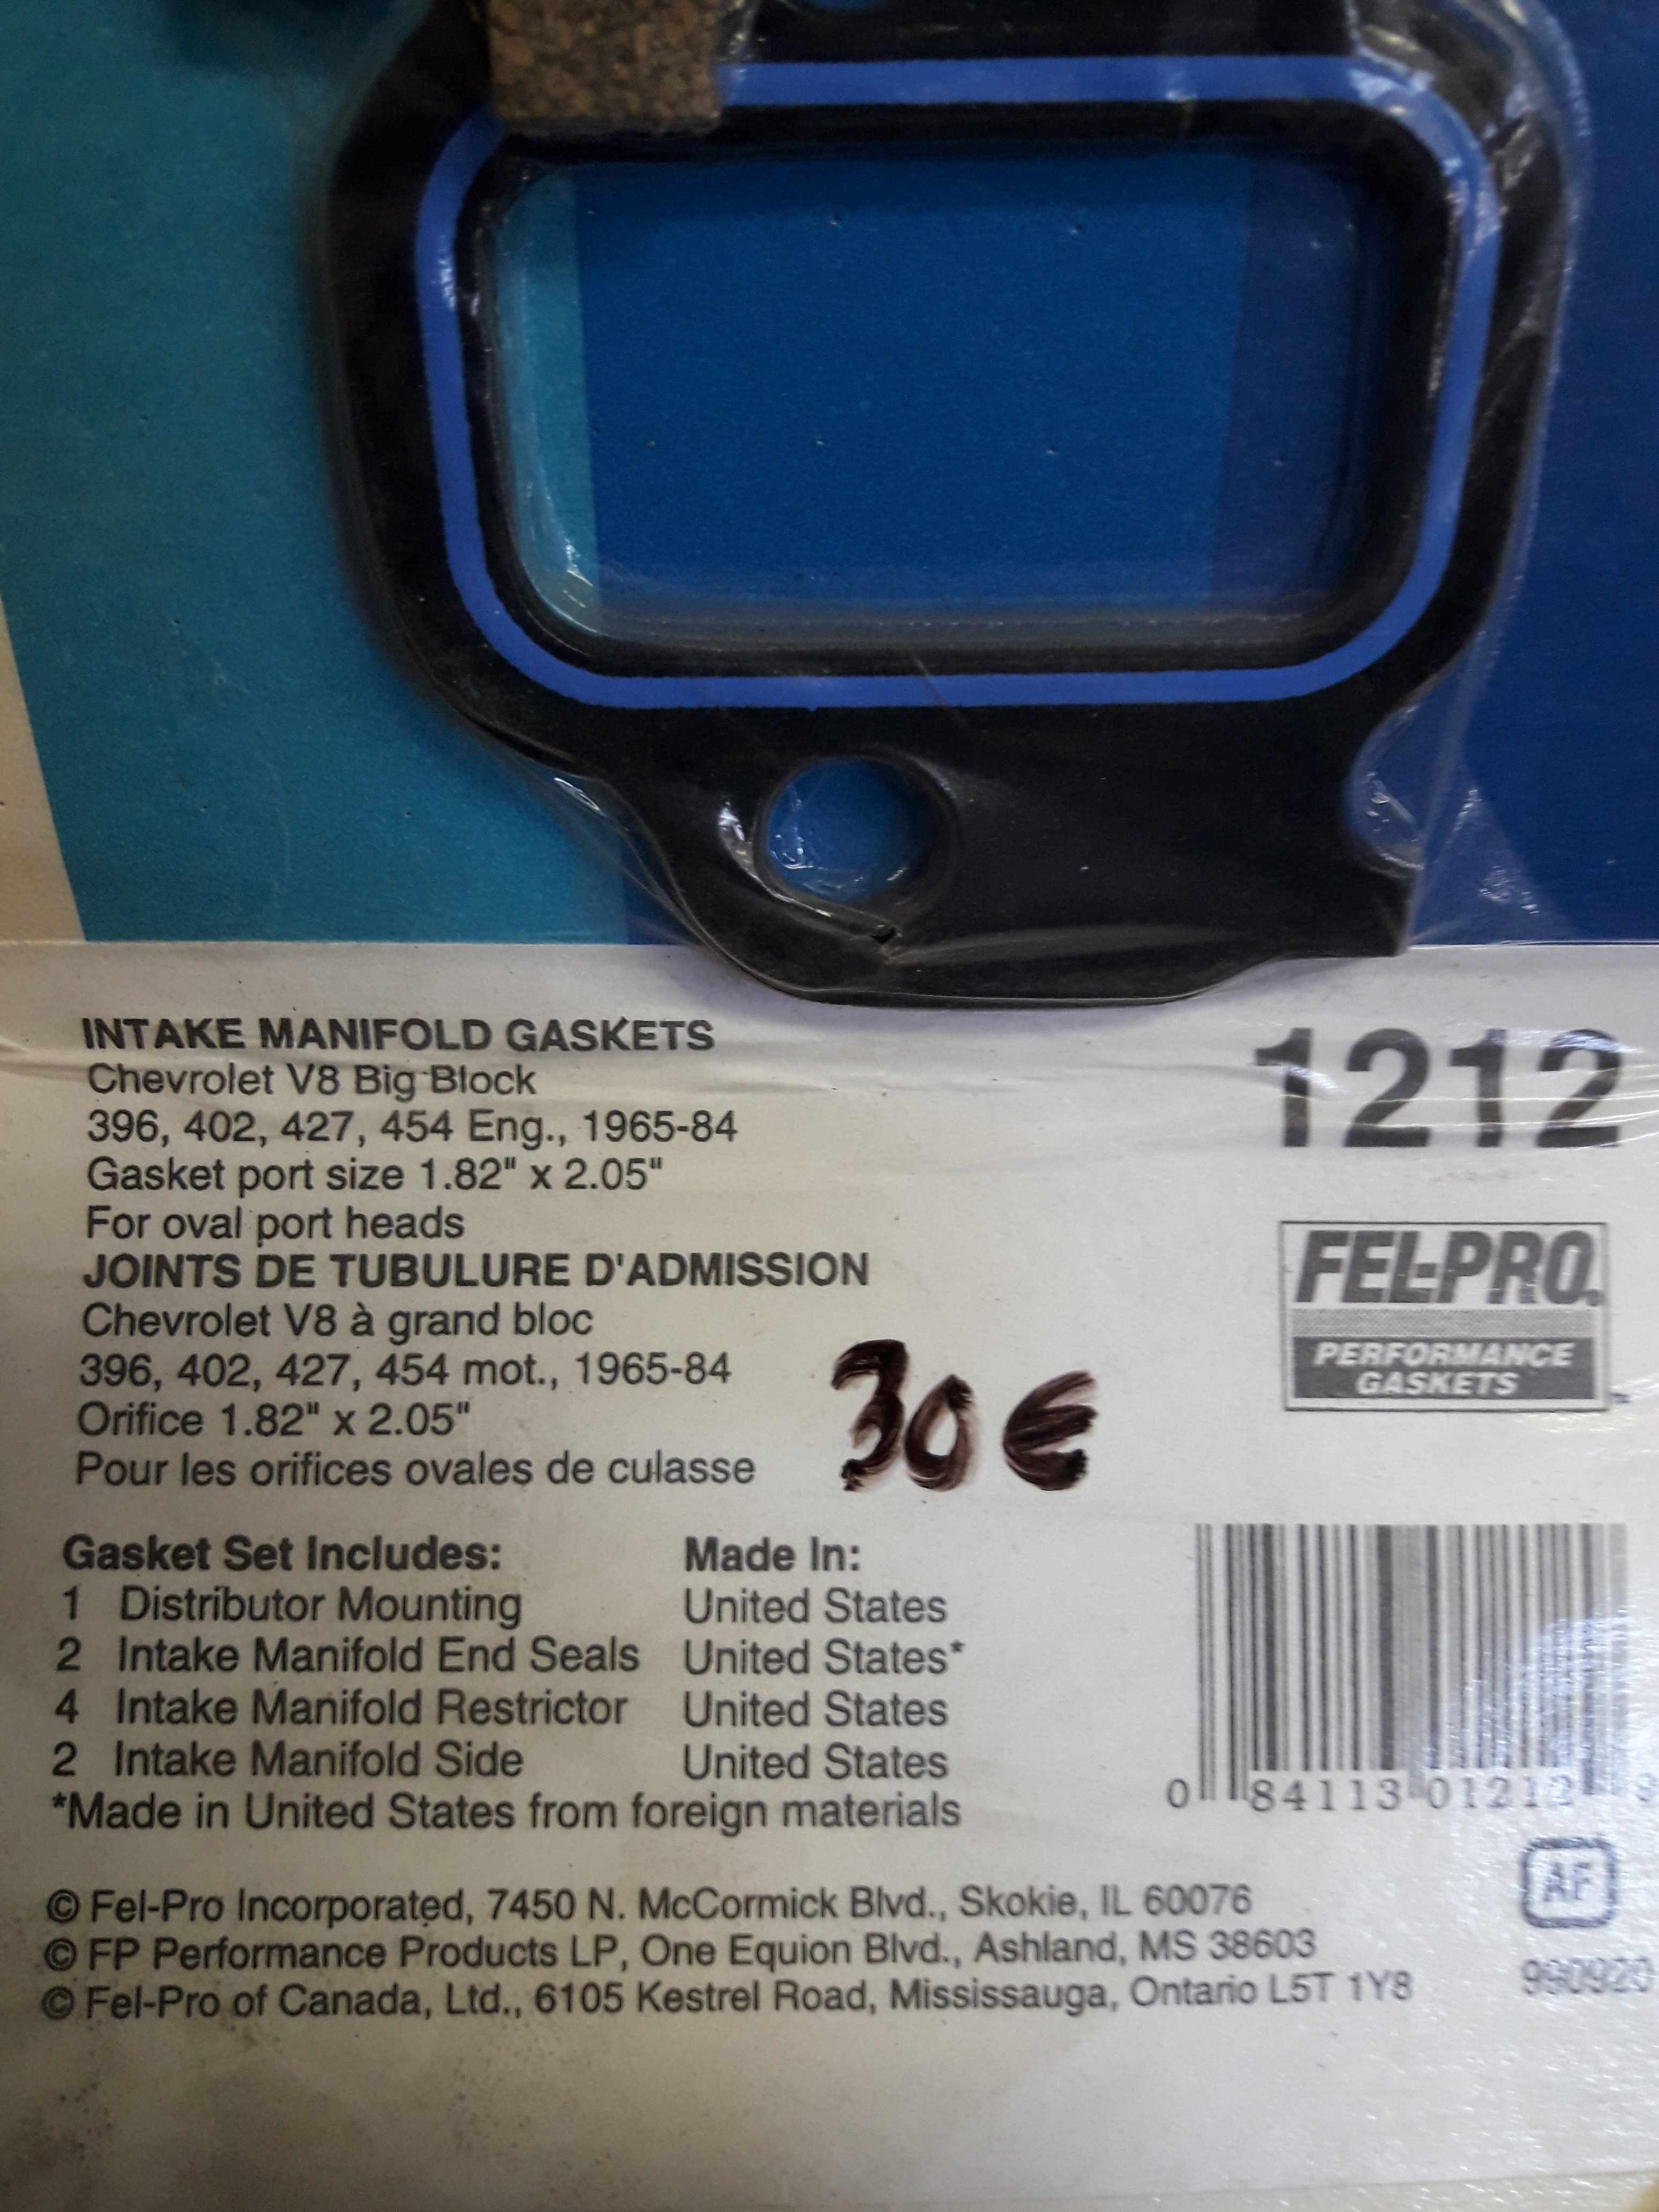 INTAKE MANIFOLD GASKETS
Chevrolet V8 Big Block
396, 402, 427, 454 Eng., 1965-84
Gasket port size 1.82" x 2.05"
For oval port heads
1212
JOINTS DE TUBULURE D'ADMISSION
Chevrolet V8 à grand bloc
396, 402, 427, 454 mot., 1965-84
Orifice 1.82" x 2.05"
Pour les orifices ovales de culasse
FEL-PRO.
PERFORMANCE
GASKETS
™
30€
Gasket Set Includes: Made In:
1 Distributor Mounting United States
2 Intake Manifold End Seals United States*
4 Intake Manifold Restrictor United States
2 Intake Manifold Side United States
*Made in United States from foreign materials
0 84113 01212
AF
990920
© Fel-Pro Incorporated, 7450 N. McCormick Blvd., Skokie, IL 60076
© FP Performance Products LP, One Equion Blvd., Ashland, MS 38603
© Fel-Pro of Canada, Ltd., 6105 Kestrel Road, Mississauga, Ontario L5T 1Y8